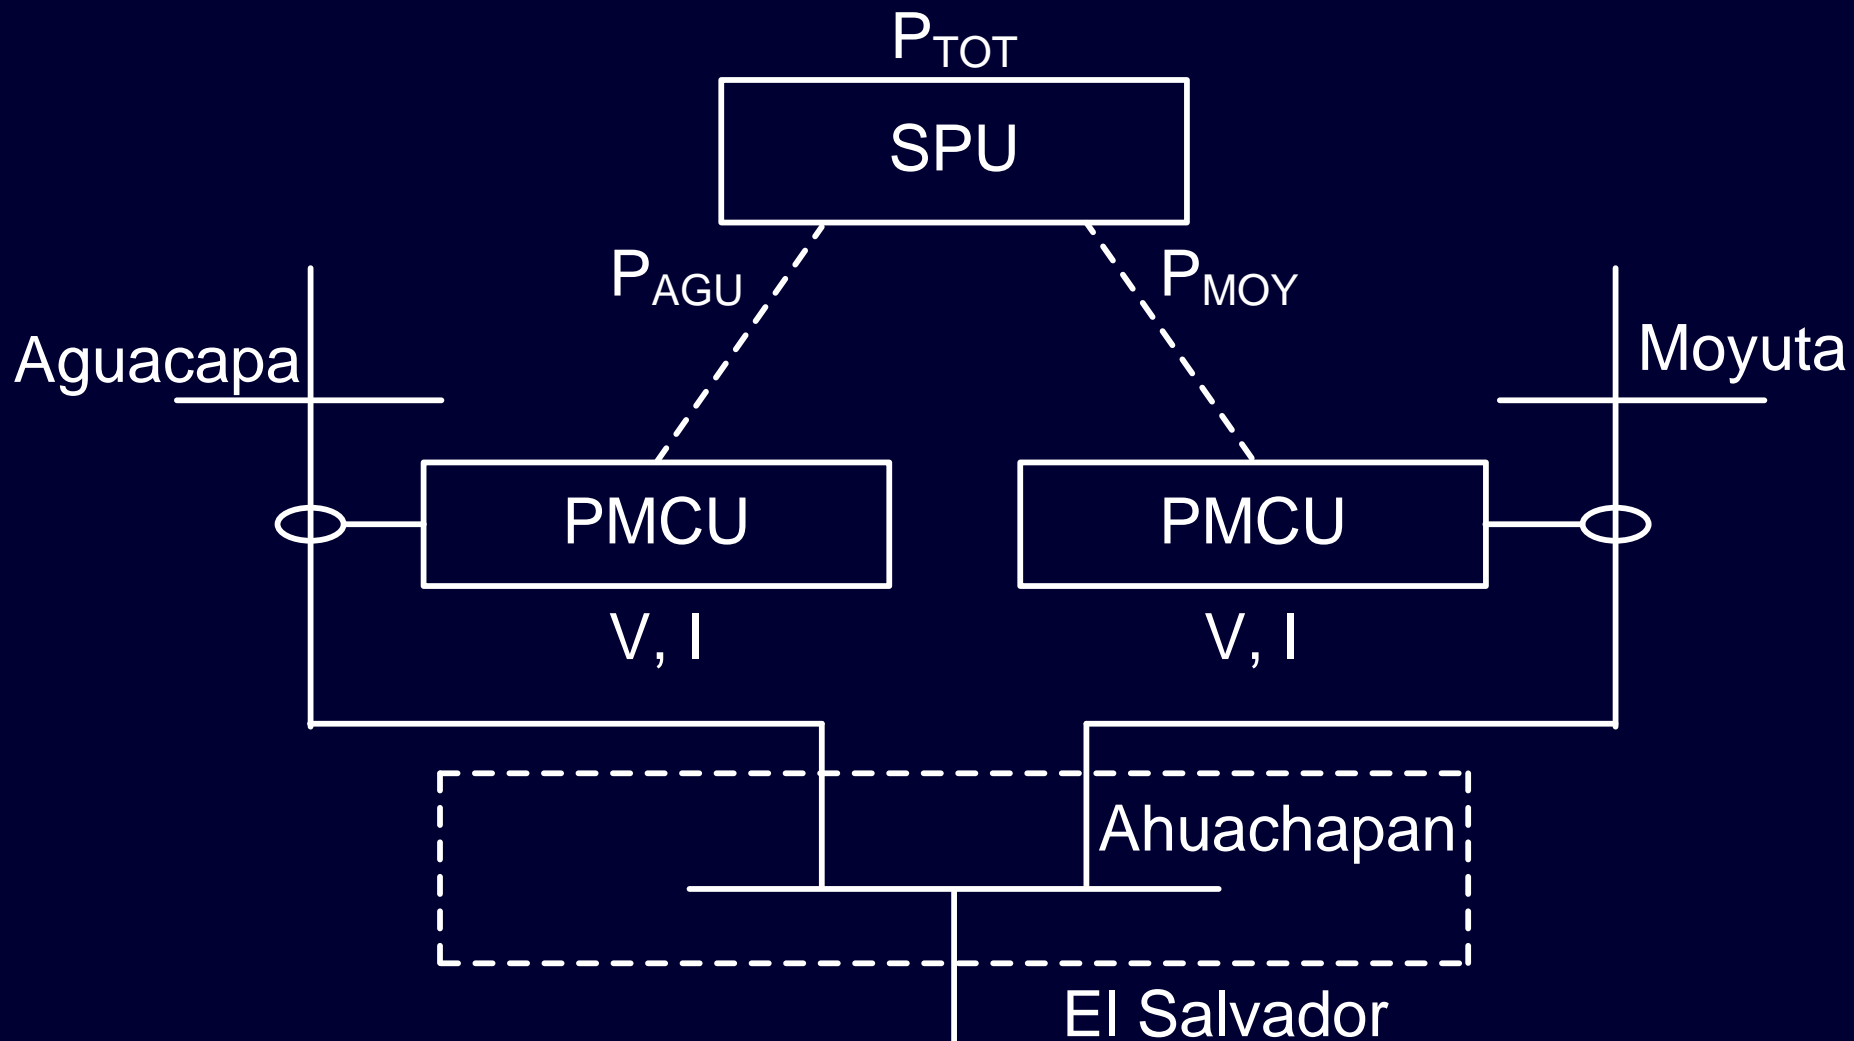 PTOT
SPU
PAGU
PMOY
Aguacapa
Moyuta
PMCU
PMCU
V, I
V, I
Ahuachapan
El Salvador